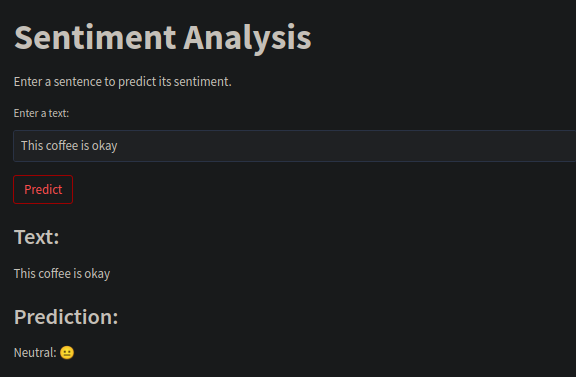 Sentiment Analysis
Enter a sentence to predict its sentiment.
Enter a text:
This coffee is okay
Predict
Text:
This coffee is okay
Prediction:
Neutral: 😐